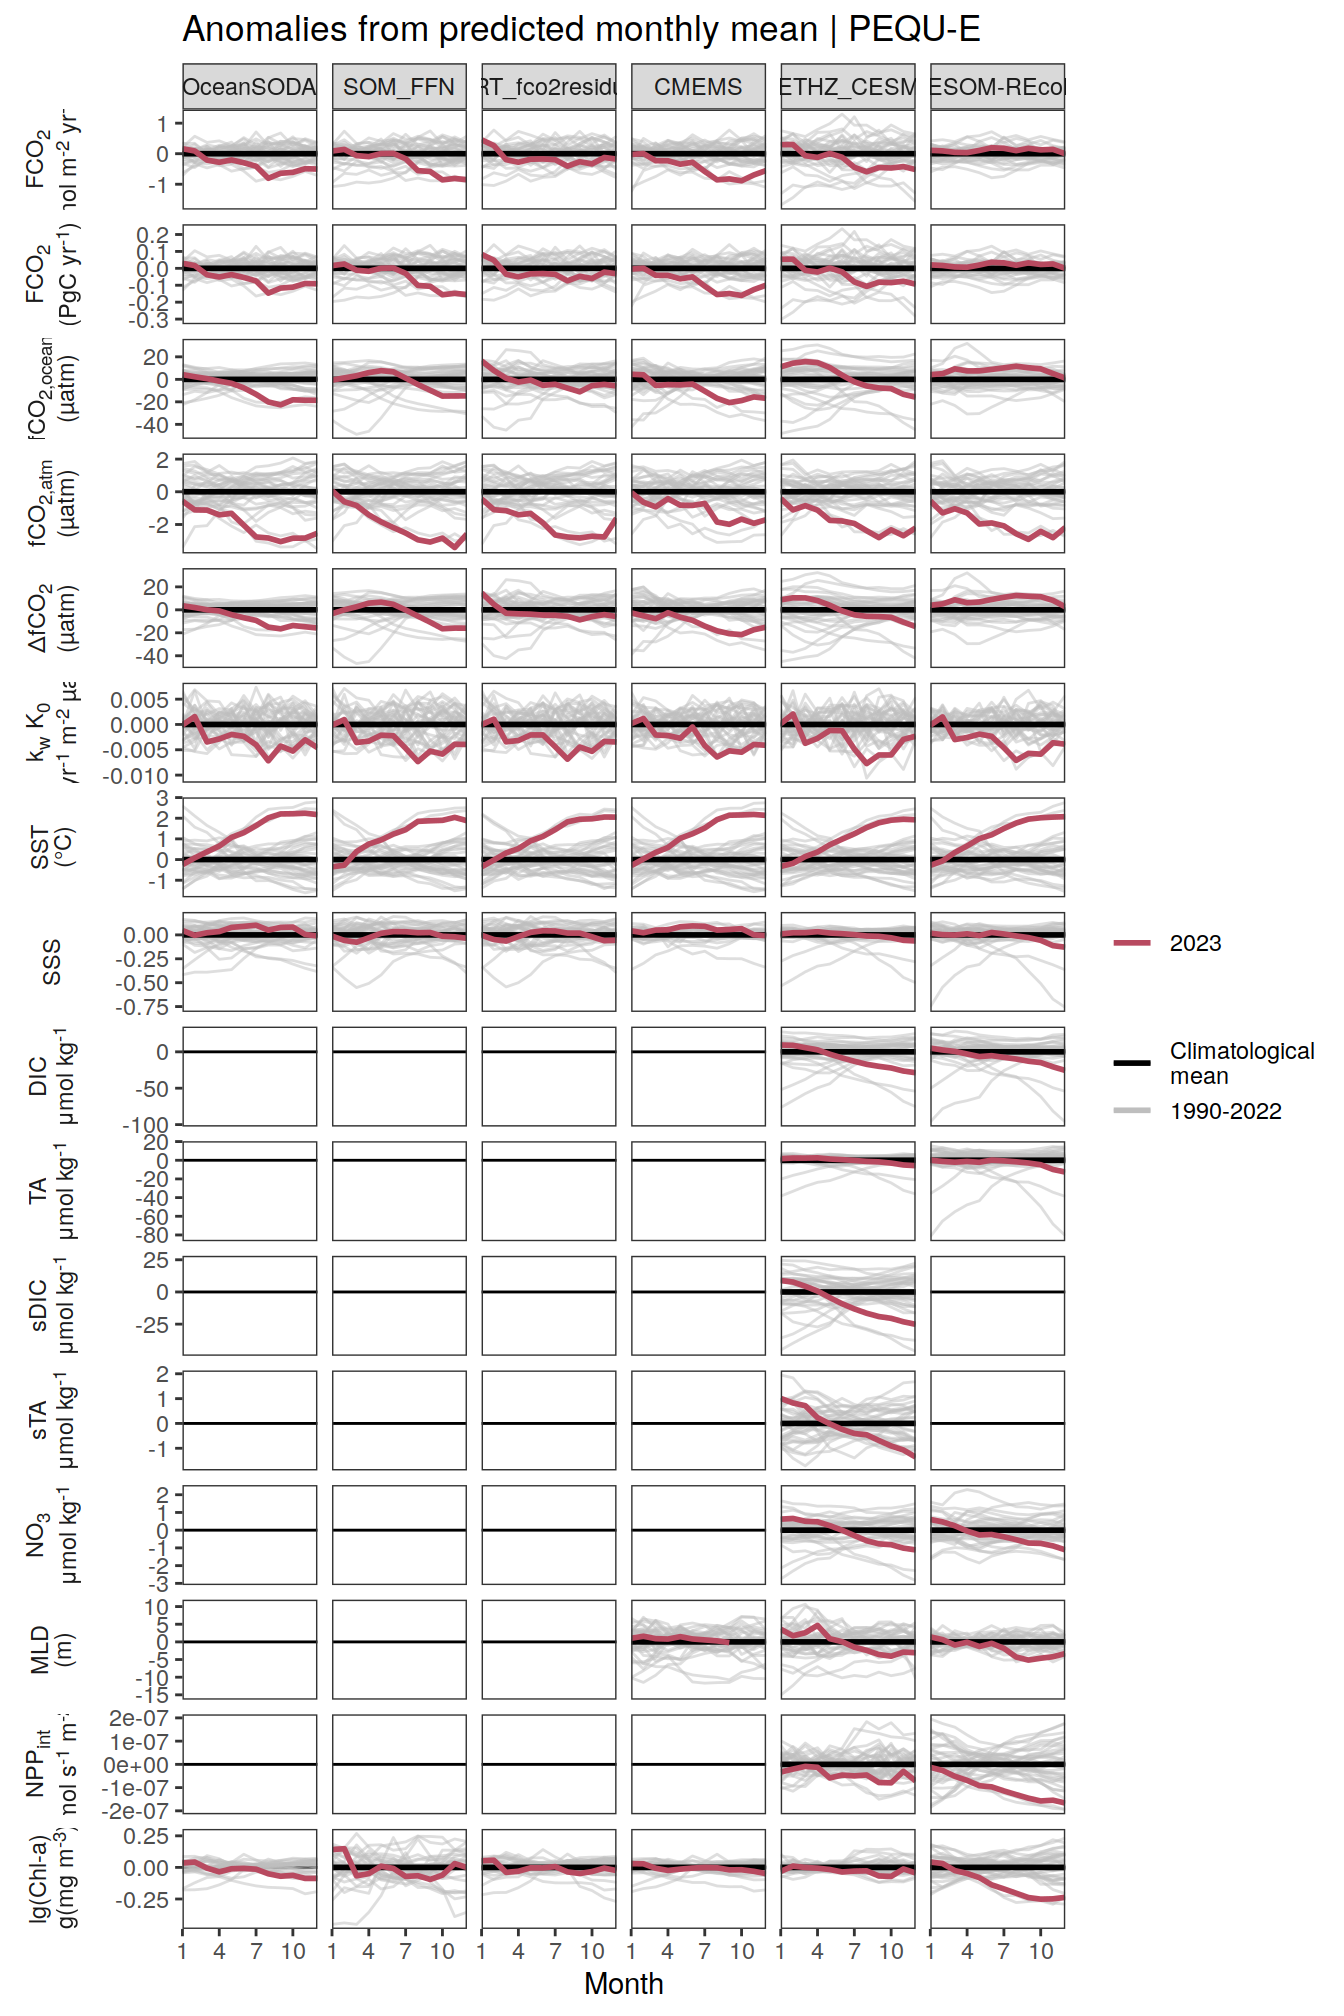 Anomalies from predicted monthly mean | PEQU-E
OceanSODA SOM_FFN RT_fco2residu CMEMS ETHZ_CESM ESOM-REcol
FCO2
nol m-2 yr-
1
0
-1
FCO2
(PgC yr-1)
0.2
0.1
0.0
-0.1
-0.2
-0.3
fCO2,ocean
(µatm)
20
0
-20
-40
fCO2,atm
(µatm)
2
0
-2
ΔfCO2
(µatm)
20
0
-20
-40
kw K0
yr-1 m-2 µa
0.005
0.000
-0.005
-0.010
SST
(°C)
3
2
1
0
-1
SSS
0.00
-0.25
-0.50
-0.75
DIC
µmol kg-1
0
-50
-100
TA
µmol kg-1
20
0
-20
-40
-60
-80
sDIC
µmol kg-1
25
0
-25
sTA
µmol kg-1
2
1
0
-1
NO3
µmol kg-1
2
1
0
-1
-2
-3
MLD
(m)
10
5
0
-5
-10
-15
NPPint
nol s-1 m-
2e-07
1e-07
0e+00
-1e-07
-2e-07
lg(Chl-a)
g(mg m-3)
0.25
0.00
-0.25
1 4 7 10 1 4 7 10 1 4 7 10 1 4 7 10 1 4 7 10 1 4 7 10
Month
2023
Climatological
mean
1990-2022